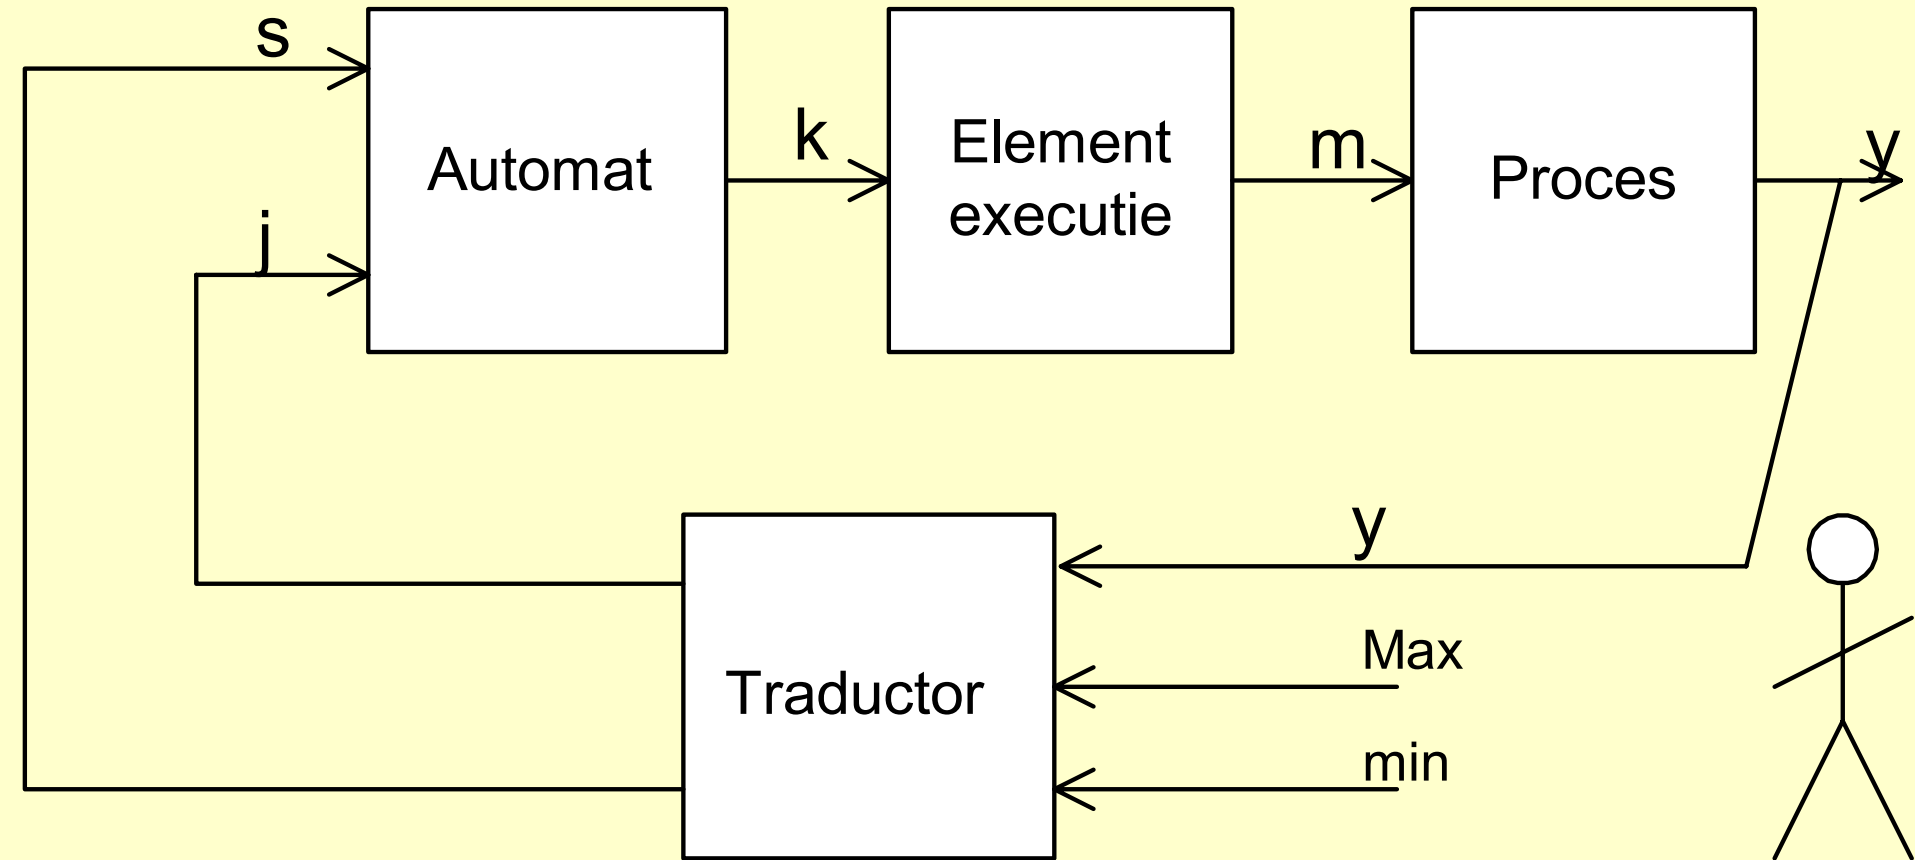 s
j
Automat
k
Element
executie
m
Proces
y
y
Max
min
Traductor